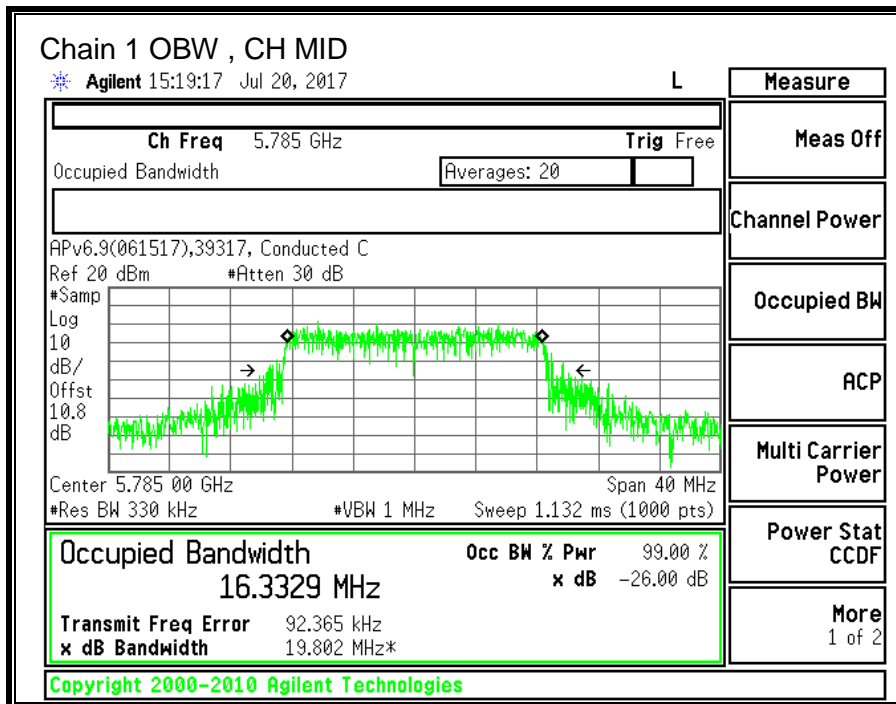 Chain 1 OBW , CH MID
Agilent 15:19:17 Jul 20, 2017 L
Measure
Ch Freq 5.785 GHz Trig Free
Occupied Bandwidth Averages: 20
APv6.9(061517),39317, Conducted C
Ref 20 dBm #Atten 30 dB
#Samp
Log
10
dB/
Offst
10.8
dB
Center 5.785 00 GHz Span 40 MHz
#Res BW 330 kHz #VBW 1 MHz Sweep 1.132 ms (1000 pts)
Occupied Bandwidth Occ BW % Pwr 99.00 %
16.3329 MHz x dB -26.00 dB
Transmit Freq Error 92.365 kHz
x dB Bandwidth 19.802 MHz*
Meas Off
Channel Power
Occupied BW
ACP
Multi Carrier
Power
Power Stat
CCDF
More
1 of 2
Copyright 2000-2010 Agilent Technologies